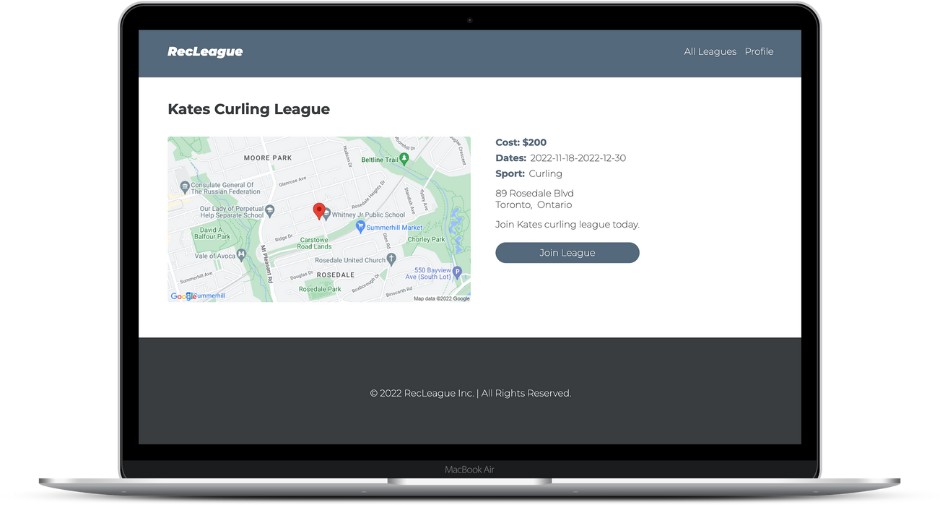 RecLeague
All Leagues Profile
Kates Curling League
MOORE PARK
Beltline Trail
Glenrose Ave
Consulate General Of
The Russian Federation
Our Lady of Perpetual
Help Separate School
Whitney Jr Public School
Summerhill Market
David A.
Balfour Park
Mt Pleasant Rd
Chorley Park
Vale of Avoca
Rosedale United Church
ROSEDALE
550 Bayview
Ave (South Lot)
Summerhill Ave
Rosedale Park
Google
Summerhill
Map data ©2022 Google
Cost: $200
Dates: 2022-11-18-2022-12-30
Sport: Curling
89 Rosedale Blvd
Toronto, Ontario
Join Kates curling league today.
Join League
© 2022 RecLeague Inc. | All Rights Reserved.
MacBook Air